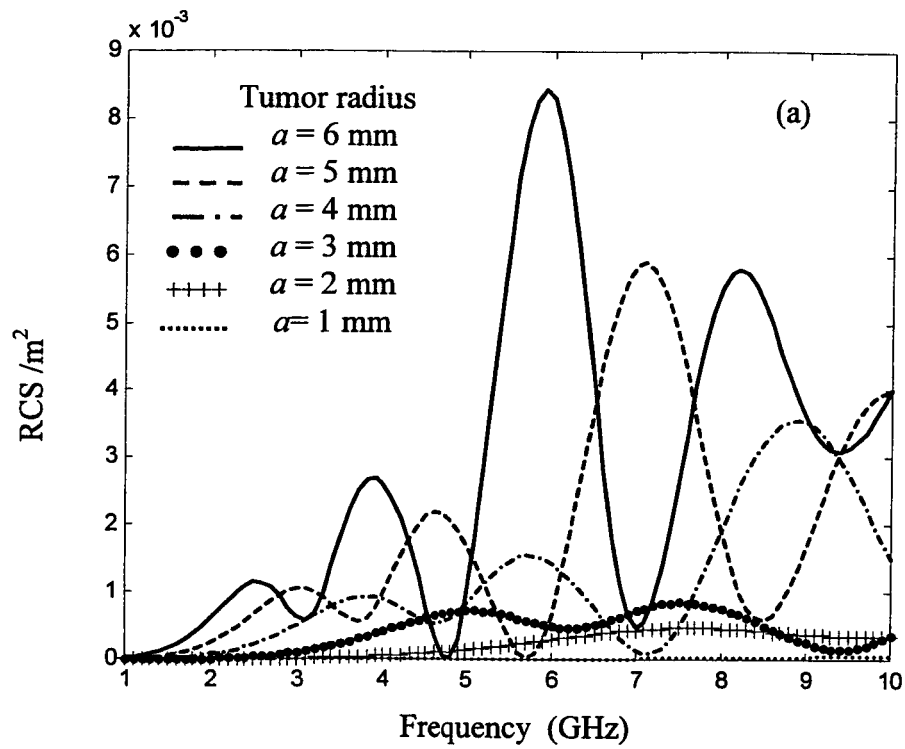 × 10⁻³
9
8
7
6
5
4
3
2
1
0
RCS /m²
Tumor radius
a = 6 mm
a = 5 mm
a = 4 mm
a = 3 mm
a = 2 mm
a= 1 mm
(a)
1 2 3 4 5 6 7 8 9 10
Frequency (GHz)